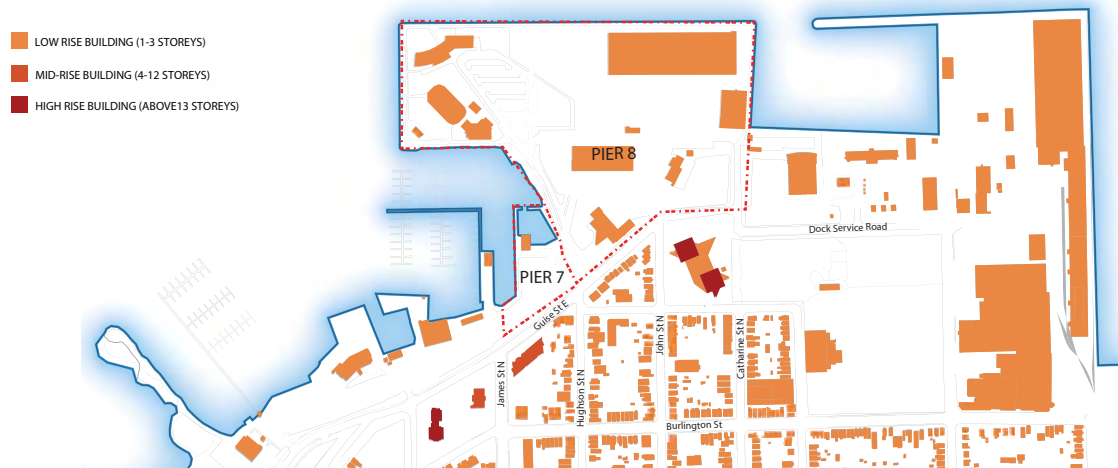 LOW RISE BUILDING (1-3 STOREYS)
MID-RISE BUILDING (4-12 STOREYS)
HIGH RISE BUILDING (ABOVE13 STOREYS)
PIER 8
Dock Service Road
PIER 7
Guise St E
James St N
Hughson St N
John St N
Catharine St N
Burlington St